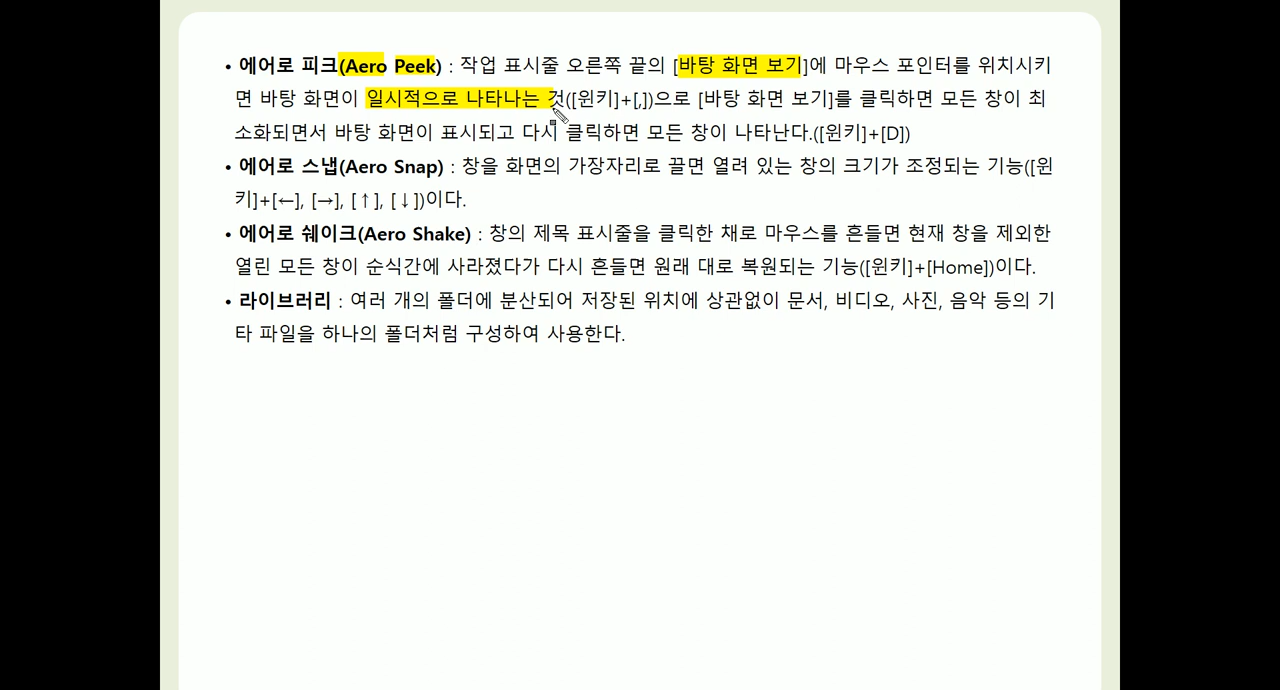 • 에어로 피크(Aero Peek) : 작업 표시줄 오른쪽 끝의 [바탕 화면 보기]에 마우스 포인터를 위치시키
면 바탕 화면이 일시적으로 나타나는 것([윈키]+[,])으로 [바탕 화면 보기]를 클릭하면 모든 창이 최
소화되면서 바탕 화면이 표시되고 다시 클릭하면 모든 창이 나타난다.([윈키]+[D])
• 에어로 스냅(Aero Snap) : 창을 화면의 가장자리로 끌면 열려 있는 창의 크기가 조정되는 기능([윈
키]+[←], [→], [↑], [↓])이다.
• 에어로 쉐이크(Aero Shake) : 창의 제목 표시줄을 클릭한 채로 마우스를 흔들면 현재 창을 제외한
열린 모든 창이 순식간에 사라졌다가 다시 흔들면 원래 대로 복원되는 기능([윈키]+[Home])이다.
• 라이브러리 : 여러 개의 폴더에 분산되어 저장된 위치에 상관없이 문서, 비디오, 사진, 음악 등의 기
타 파일을 하나의 폴더처럼 구성하여 사용한다.